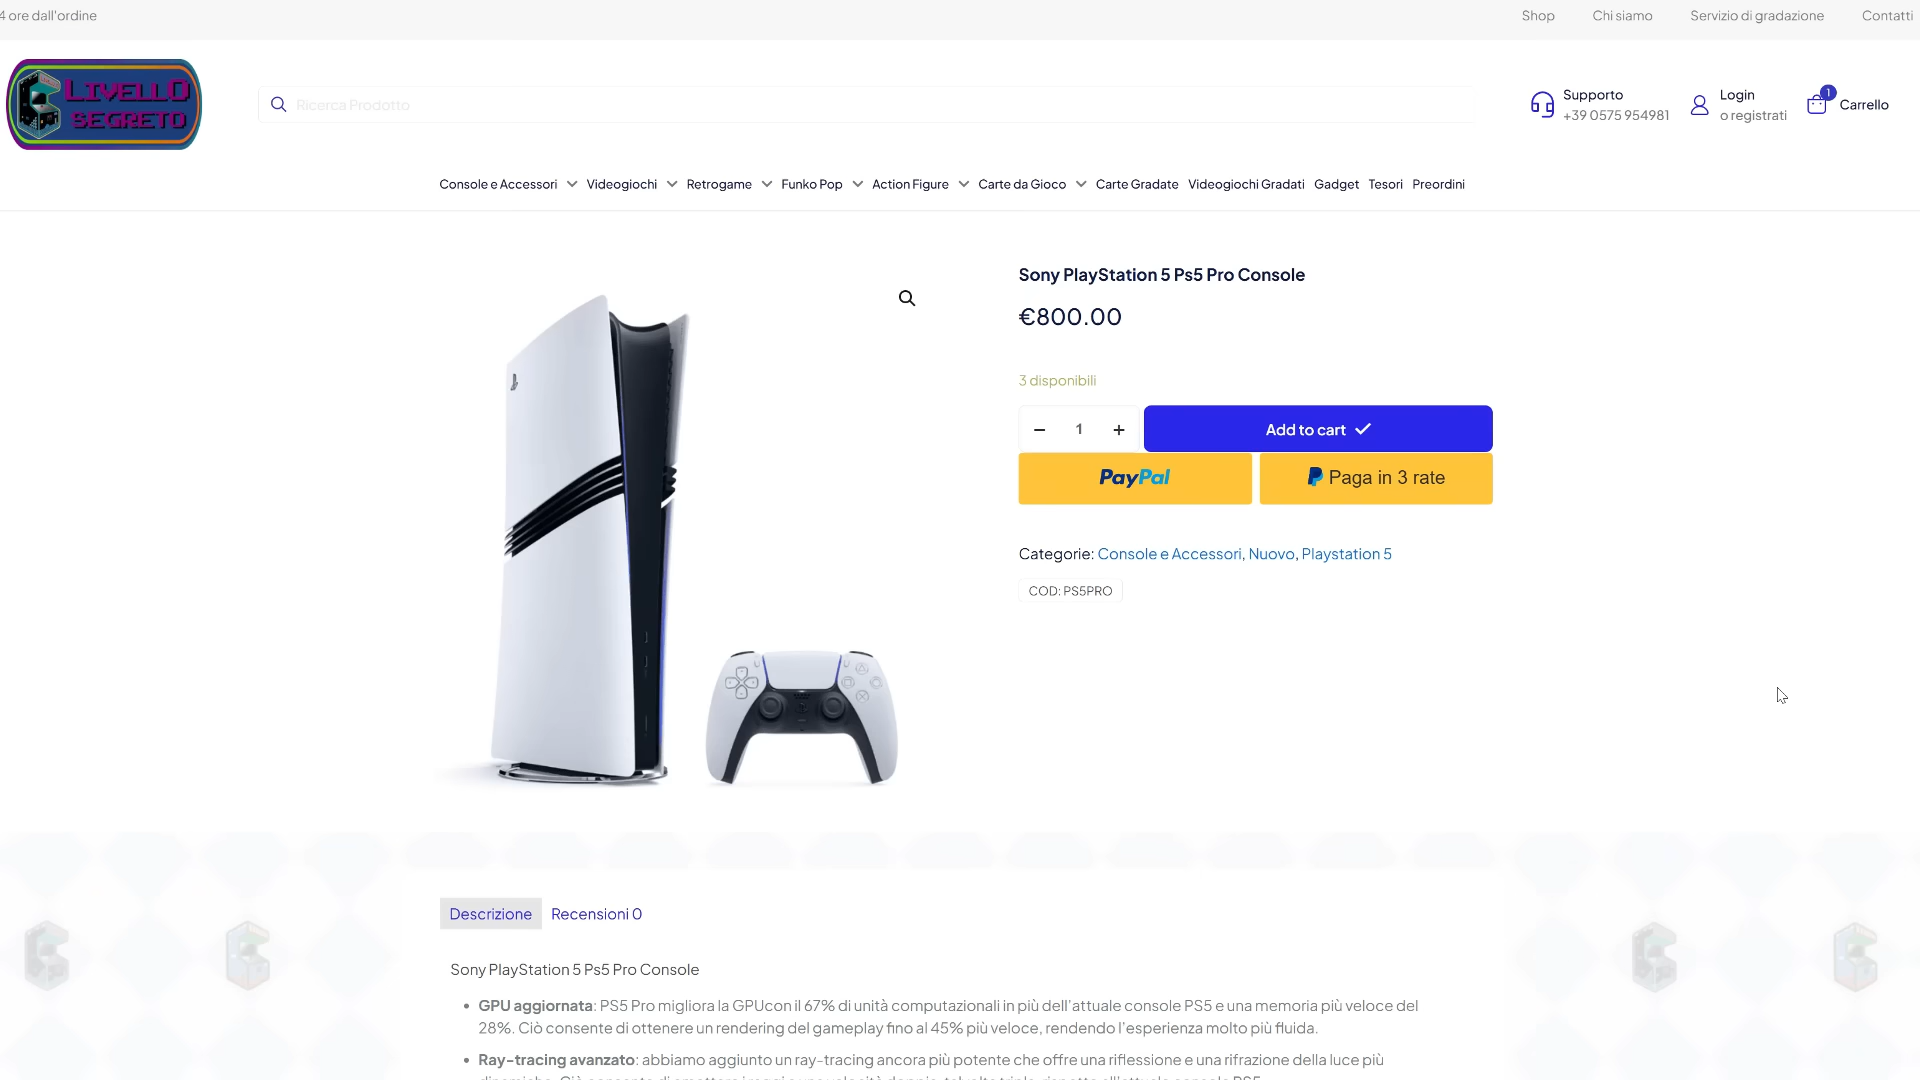 4 ore dall'ordine
Shop
Chi siamo
Servizio di gradazione
Contatti
LIVELLO
SEGRETO
Ricerca Prodotto
Supporto
+39 0575 954981
Login
o registrati
1
Carrello
Console e Accessori
Videogiochi
Retrogame
Funko Pop
Action Figure
Carte da Gioco
Carte Gradate
Videogiochi Gradati
Gadget
Tesori
Preordini
Sony PlayStation 5 Ps5 Pro Console
€800.00
3 disponibili
− 1 +
Add to cart
PayPal
Paga in 3 rate
Categorie: Console e Accessori, Nuovo, Playstation 5
COD: PS5PRO
Descrizione
Recensioni 0
Sony PlayStation 5 Ps5 Pro Console
• GPU aggiornata: PS5 Pro migliora la GPUcon il 67% di unità computazionali in più dell'attuale console PS5 e una memoria più veloce del
28%. Ciò consente di ottenere un rendering del gameplay fino al 45% più veloce, rendendo l'esperienza molto più fluida.
• Ray-tracing avanzato: abbiamo aggiunto un ray-tracing ancora più potente che offre una riflessione e una rifrazione della luce più